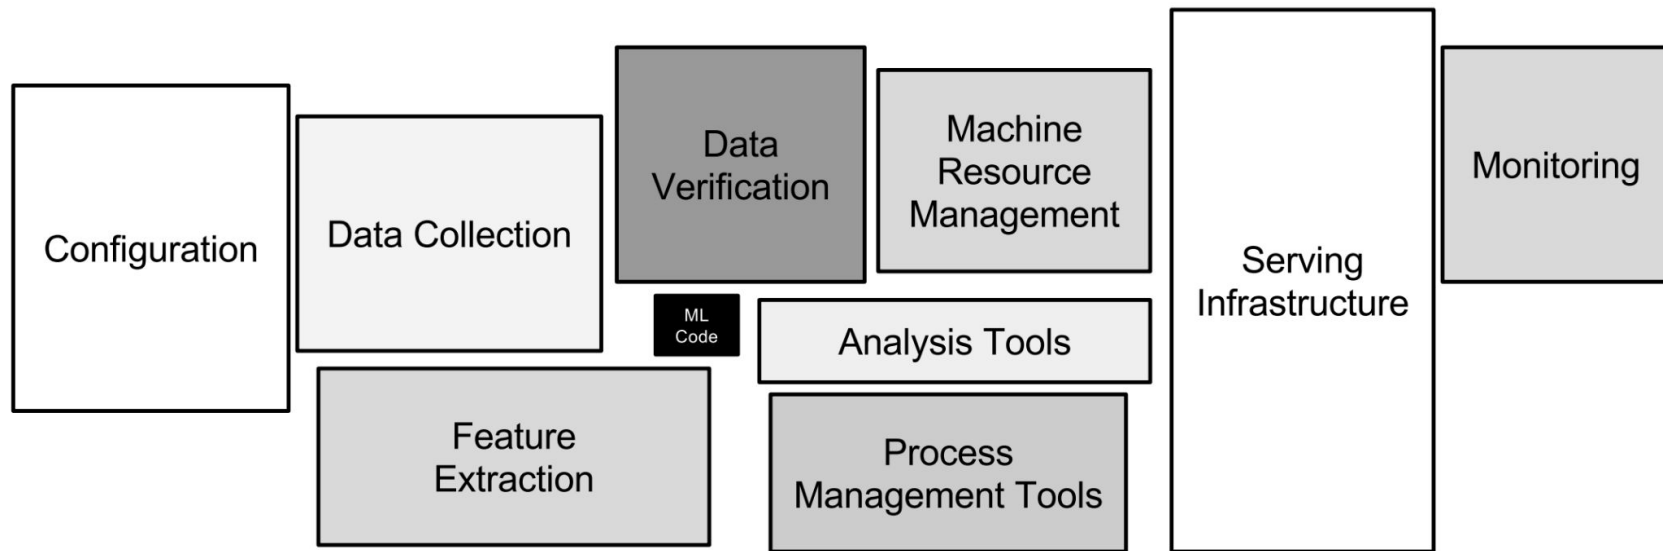 Configuration
Data Collection
Feature
Extraction
Data
Verification
ML
Code
Machine
Resource
Management
Analysis Tools
Process
Management Tools
Serving
Infrastructure
Monitoring